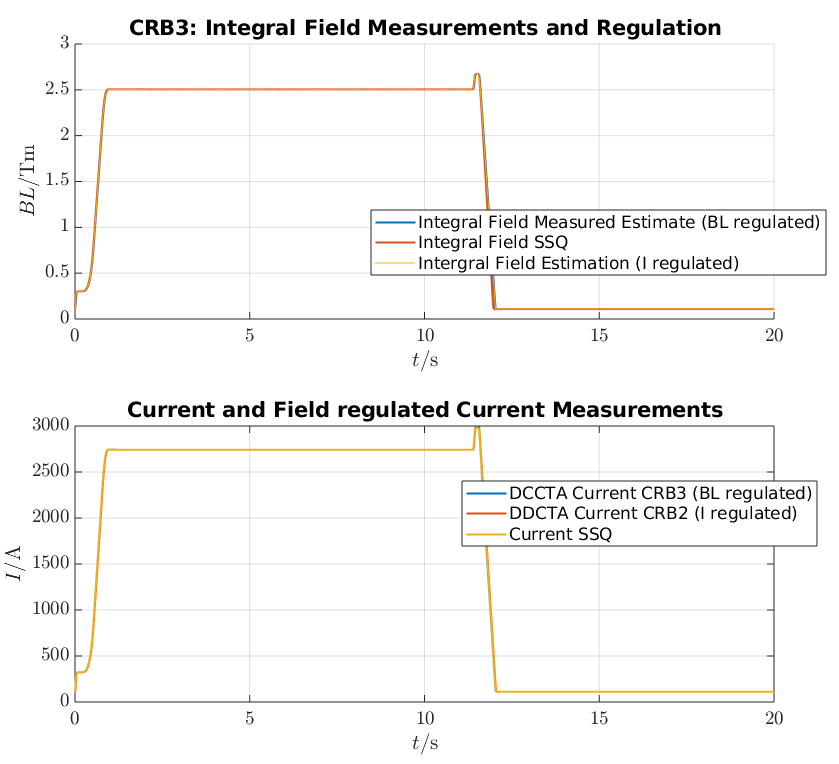 CRB3: Integral Field Measurements and Regulation
3
2.5
2
1.5
1
0.5
0
BL/Tm
Integral Field Measured Estimate (BL regulated)
Integral Field SSQ
Intergral Field Estimation (I regulated)
0 5 10 15 20
t/s
Current and Field regulated Current Measurements
3000
2500
2000
1500
1000
500
0
I/A
DCCTA Current CRB3 (BL regulated)
DDCTA Current CRB2 (I regulated)
Current SSQ
0 5 10 15 20
t/s